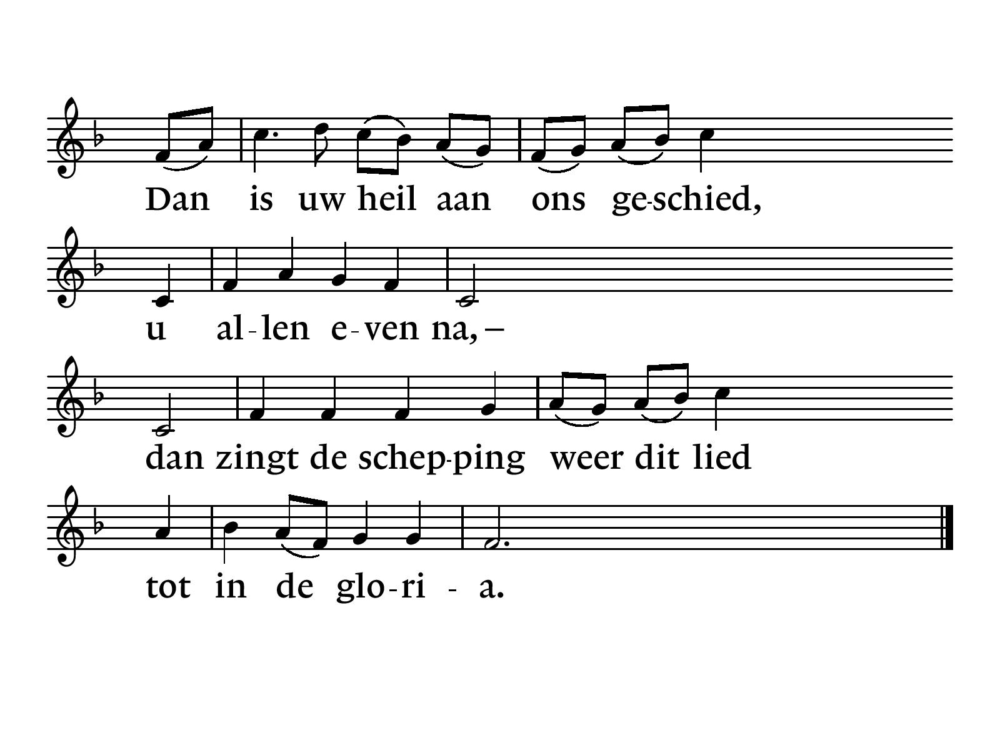 Dan is uw heil aan ons ge-schied,
u al-len e-ven na, –
dan zingt de schep-ping weer dit lied
tot in de glo-ri - a.